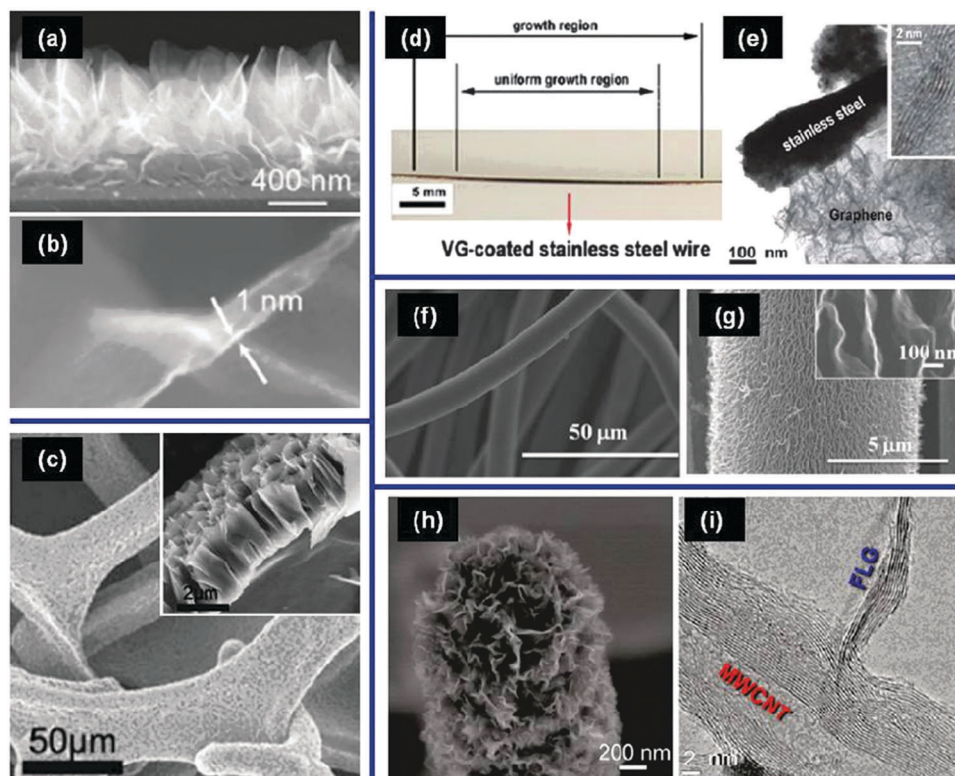 (a)
400 nm
(b)
1 nm
(c)
2µm
50µm
(d)
growth region
uniform growth region
5 mm
VG-coated stainless steel wire
(e)
2 nm
stainless steel
Graphene
100 nm
(f)
50 µm
(g)
100 nm
5 µm
(h)
200 nm
(i)
FLG
MWCNT
2 nm